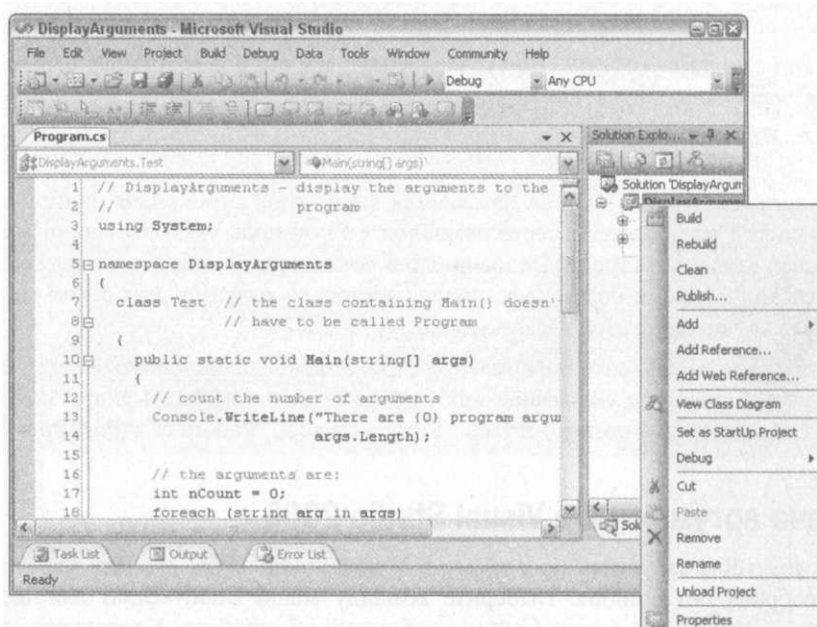 DisplayArguments - Microsoft Visual Studio
File Edit View Project Build Debug Data Tools Window Community Help
Debug Any CPU
Program.cs
Solution Explo...
DisplayArguments.Test
Main(string[] args)
Solution 'DisplayArgum
DisplayArgume
1 // DisplayArguments - display the arguments to the
2 // program
3 using System;
4
5 namespace DisplayArguments
6 {
7 class Test // the class containing Main() doesn'
8 // have to be called Program
9 {
10 public static void Main(string[] args)
11 {
12 // count the number of arguments
13 Console.WriteLine("There are {0} program argu
14 args.Length);
15
16 // the arguments are:
17 int nCount = 0;
18 foreach (string arg in args)
Build
Rebuild
Clean
Publish...
Add
Add Reference...
Add Web Reference...
View Class Diagram
Set as StartUp Project
Debug
Cut
Paste
Remove
Rename
Unload Project
Properties
Sol
Task List Output Error List
Ready